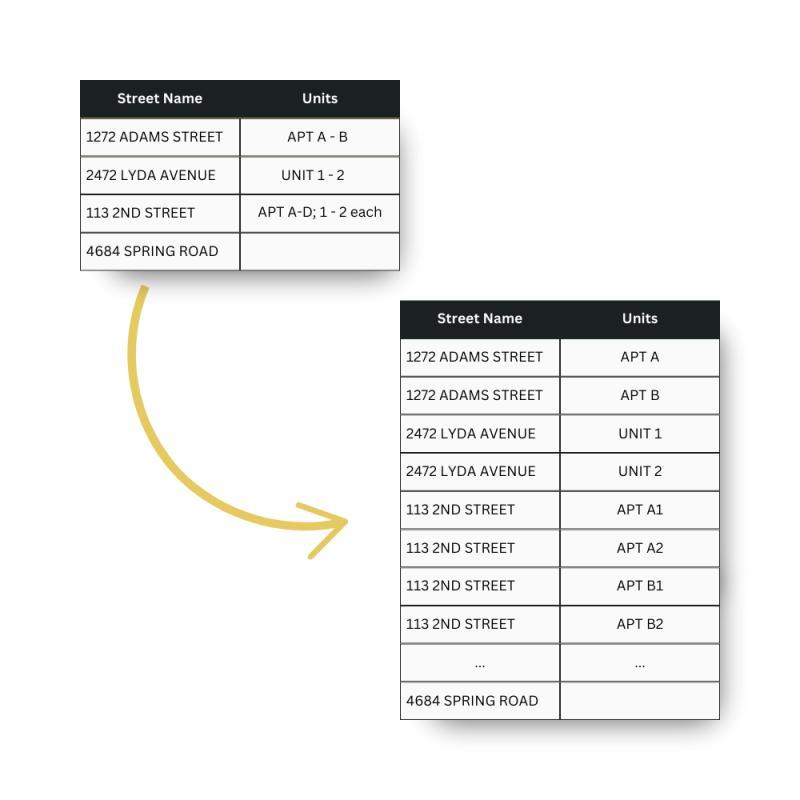 Street Name Units
1272 ADAMS STREET APT A - B
2472 LYDA AVENUE UNIT 1 - 2
113 2ND STREET APT A-D; 1 - 2 each
4684 SPRING ROAD
Street Name Units
1272 ADAMS STREET APT A
1272 ADAMS STREET APT B
2472 LYDA AVENUE UNIT 1
2472 LYDA AVENUE UNIT 2
113 2ND STREET APT A1
113 2ND STREET APT A2
113 2ND STREET APT B1
113 2ND STREET APT B2
... ...
4684 SPRING ROAD